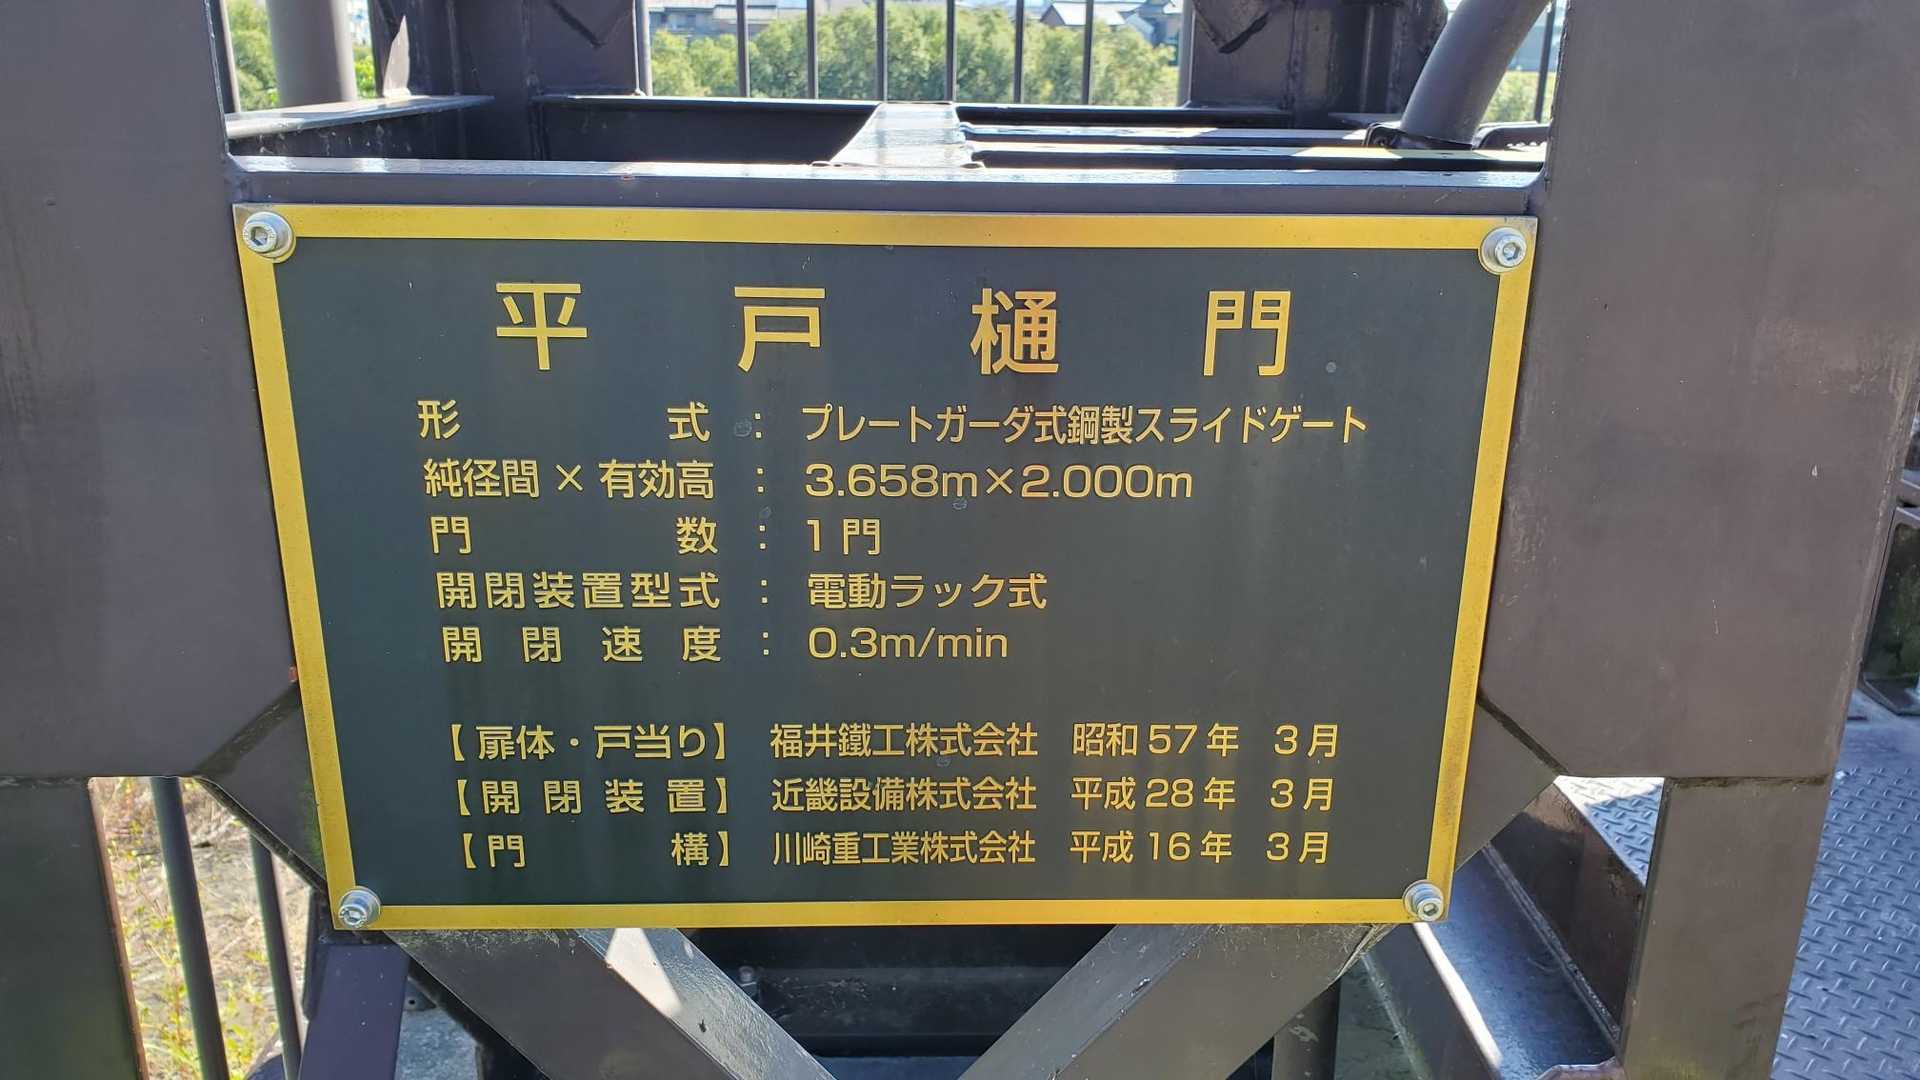 平戸樋門
形式：プレートガーダ式鋼製スライドゲート
純径間×有効高：3.658m×2.000m
門数：1門
開閉装置型式：電動ラック式
開閉速度：0.3m/min
【扉体・戸当り】福井鐵工株式会社 昭和57年 3月
【開閉装置】近畿設備株式会社 平成28年 3月
【門構】川崎重工業株式会社 平成16年 3月